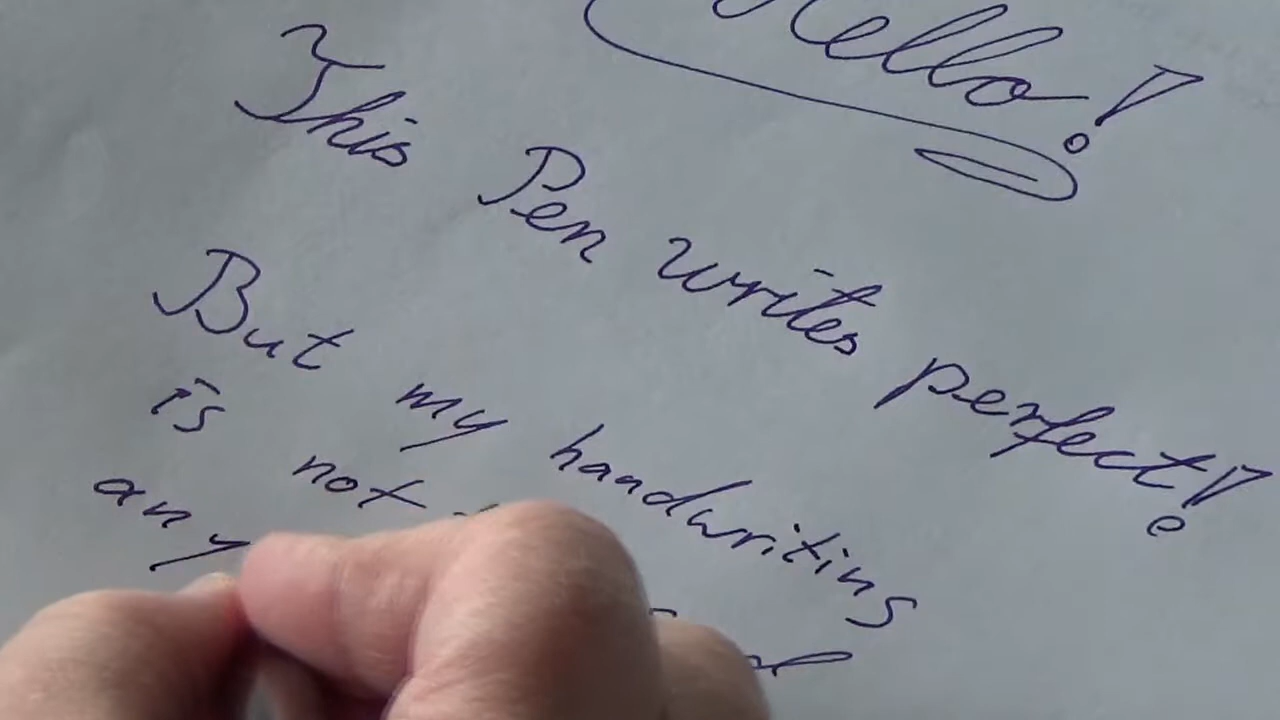 Hello!
This Pen writes perfect!
But my handwriting
is not
any